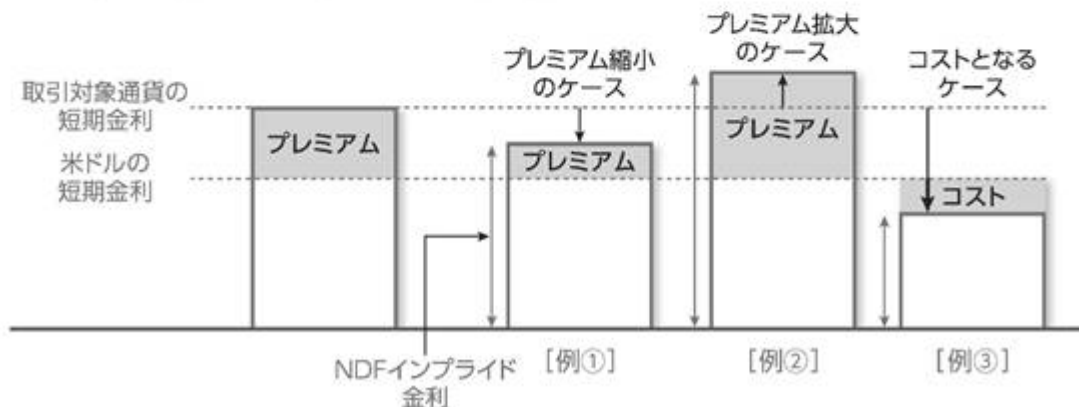 プレミアム縮小
のケース
プレミアム拡大
のケース
コストとなる
ケース
取引対象通貨の
短期金利
米ドルの
短期金利
プレミアム
プレミアム
プレミアム
コスト
NDFインプライド
金利
[例①]
[例②]
[例③]